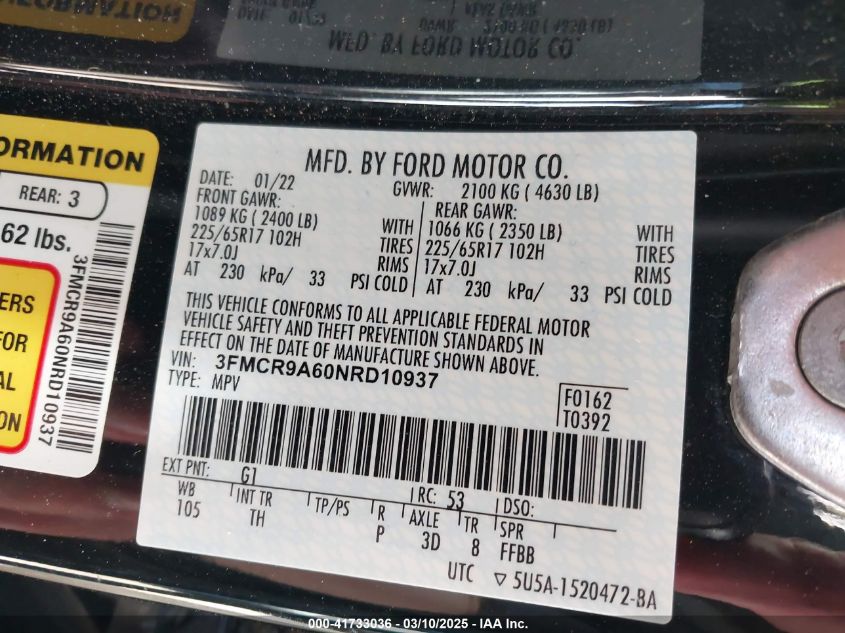 ORMATION
REAR: 3
62 lbs.
ERS
FOR
AL
ON
3FMCR9A60NRD10937
MFD. BY FORD MOTOR CO.
DATE: 01/22 GVWR: 2100 KG ( 4630 LB)
FRONT GAWR: REAR GAWR:
1089 KG ( 2400 LB) WITH 1066 KG ( 2350 LB) WITH
225/65R17 102H TIRES 225/65R17 102H TIRES
17x7.0J RIMS 17x7.0J RIMS
AT 230 kPa/ 33 PSI COLD AT 230 kPa/ 33 PSI COLD
THIS VEHICLE CONFORMS TO ALL APPLICABLE FEDERAL MOTOR
VEHICLE SAFETY AND THEFT PREVENTION STANDARDS IN
EFFECT ON THE DATE OF MANUFACTURE SHOWN ABOVE.
VIN: 3FMCR9A60NRD10937
TYPE: MPV
F0162
T0392
EXT PNT: G1 RC: 53 DSO:
WB INT TR TP/PS R AXLE TR SPR
105 TH P 3D 8 FFBB
UTC ▽ 5U5A-1520472-BA
000-41733036 - 03/10/2025 - IAA Inc.